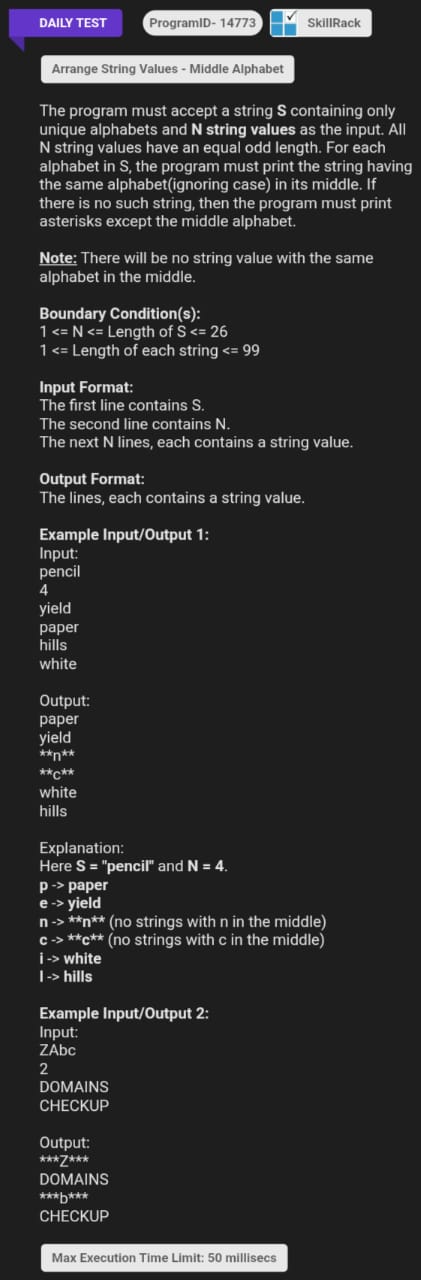 DAILY TEST
ProgramID- 14773
SkillRack
Arrange String Values - Middle Alphabet
The program must accept a string S containing only
unique alphabets and N string values as the input. All
N string values have an equal odd length. For each
alphabet in S, the program must print the string having
the same alphabet(ignoring case) in its middle. If
there is no such string, then the program must print
asterisks except the middle alphabet.
Note: There will be no string value with the same
alphabet in the middle.
Boundary Condition(s):
1 <= N <= Length of S <= 26
1 <= Length of each string <= 99
Input Format:
The first line contains S.
The second line contains N.
The next N lines, each contains a string value.
Output Format:
The lines, each contains a string value.
Example Input/Output 1:
Input:
pencil
4
yield
paper
hills
white
Output:
paper
yield
**n**
**c**
white
hills
Explanation:
Here S = "pencil" and N = 4.
p -> paper
e -> yield
n -> **n** (no strings with n in the middle)
c -> **c** (no strings with c in the middle)
i -> white
l -> hills
Example Input/Output 2:
Input:
ZAbc
2
DOMAINS
CHECKUP
Output:
***Z***
DOMAINS
***b***
CHECKUP
Max Execution Time Limit: 50 millisecs